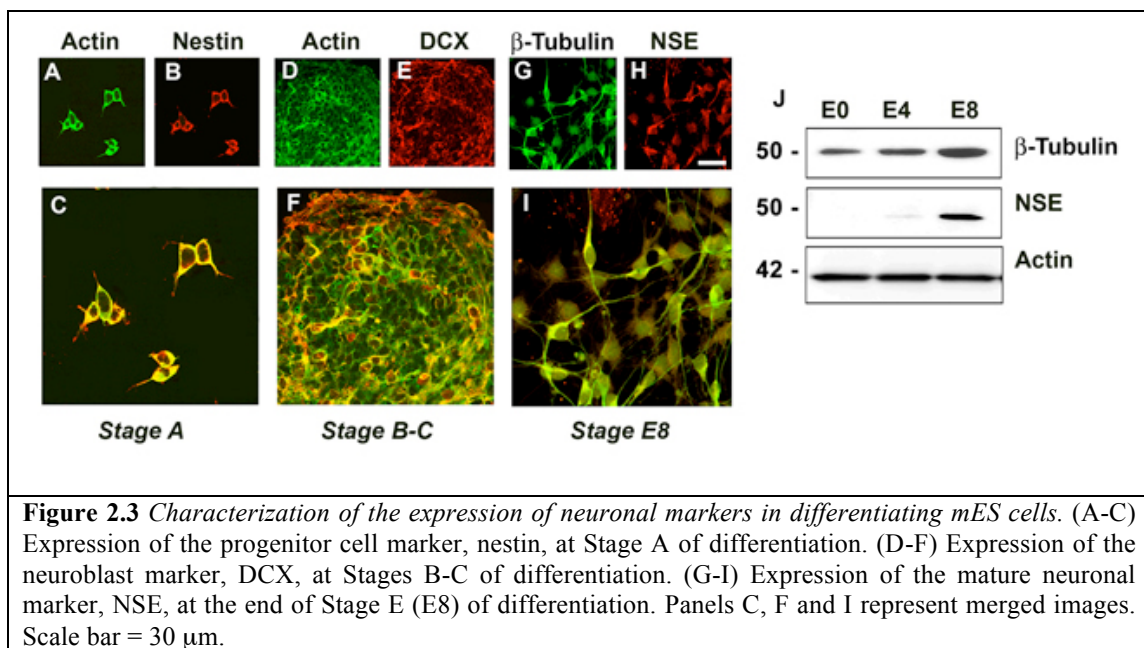 Actin Nestin Actin DCX β-Tubulin NSE
A B D E G H
J E0 E4 E8
50 - β-Tubulin
50 - NSE
42 - Actin
C F I
Stage A Stage B-C Stage E8
Figure 2.3 Characterization of the expression of neuronal markers in differentiating mES cells. (A-C)
Expression of the progenitor cell marker, nestin, at Stage A of differentiation. (D-F) Expression of the
neuroblast marker, DCX, at Stages B-C of differentiation. (G-I) Expression of the mature neuronal
marker, NSE, at the end of Stage E (E8) of differentiation. Panels C, F and I represent merged images.
Scale bar = 30 μm.